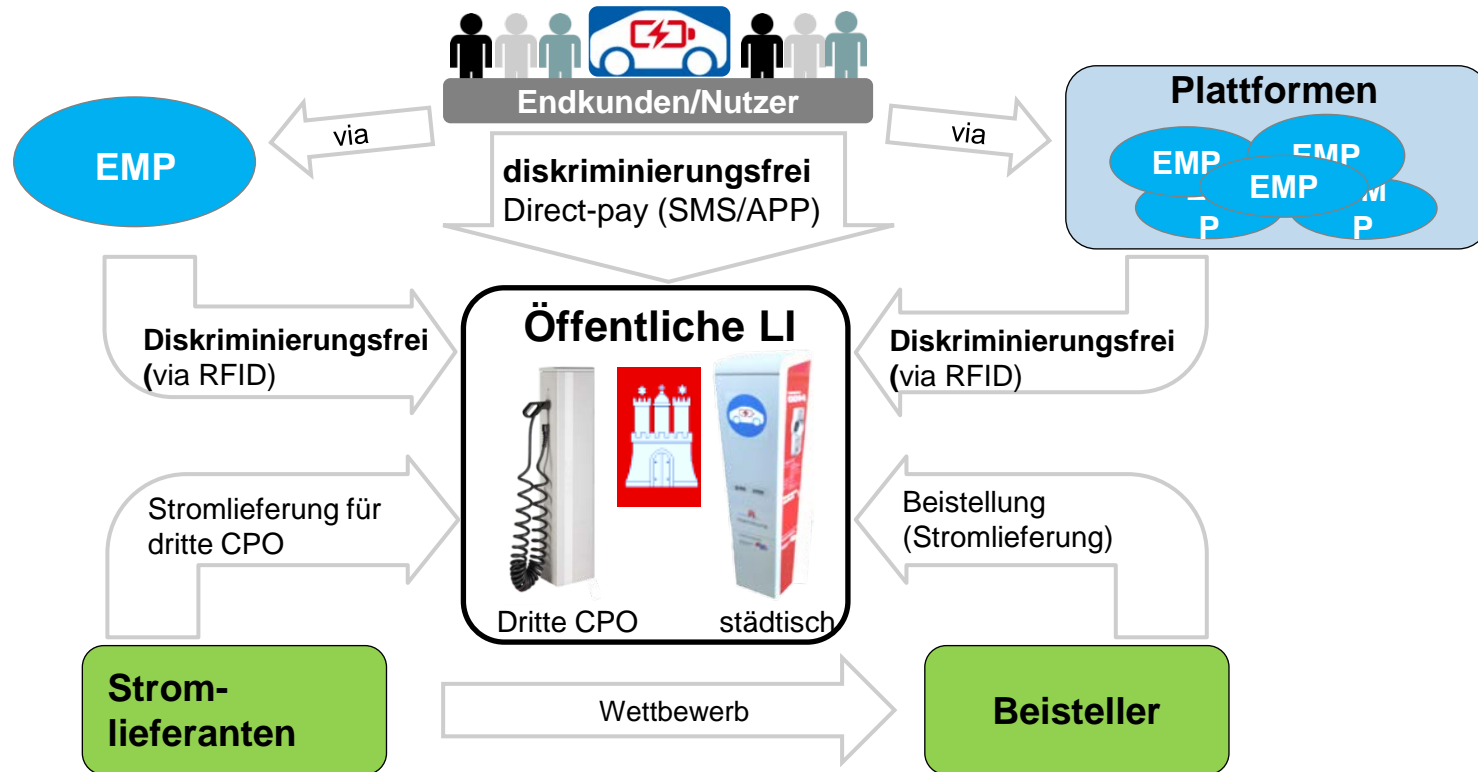 Endkunden/Nutzer
via
via
EMP
Plattformen
EMP
EMP
EMP
P
M
P
diskriminierungsfrei
Direct-pay (SMS/APP)
Diskriminierungsfrei
(via RFID)
Öffentliche LI
Diskriminierungsfrei
(via RFID)
Stromlieferung für
dritte CPO
Beistellung
(Stromlieferung)
Dritte CPO
städtisch
Strom-
lieferanten
Wettbewerb
Beisteller